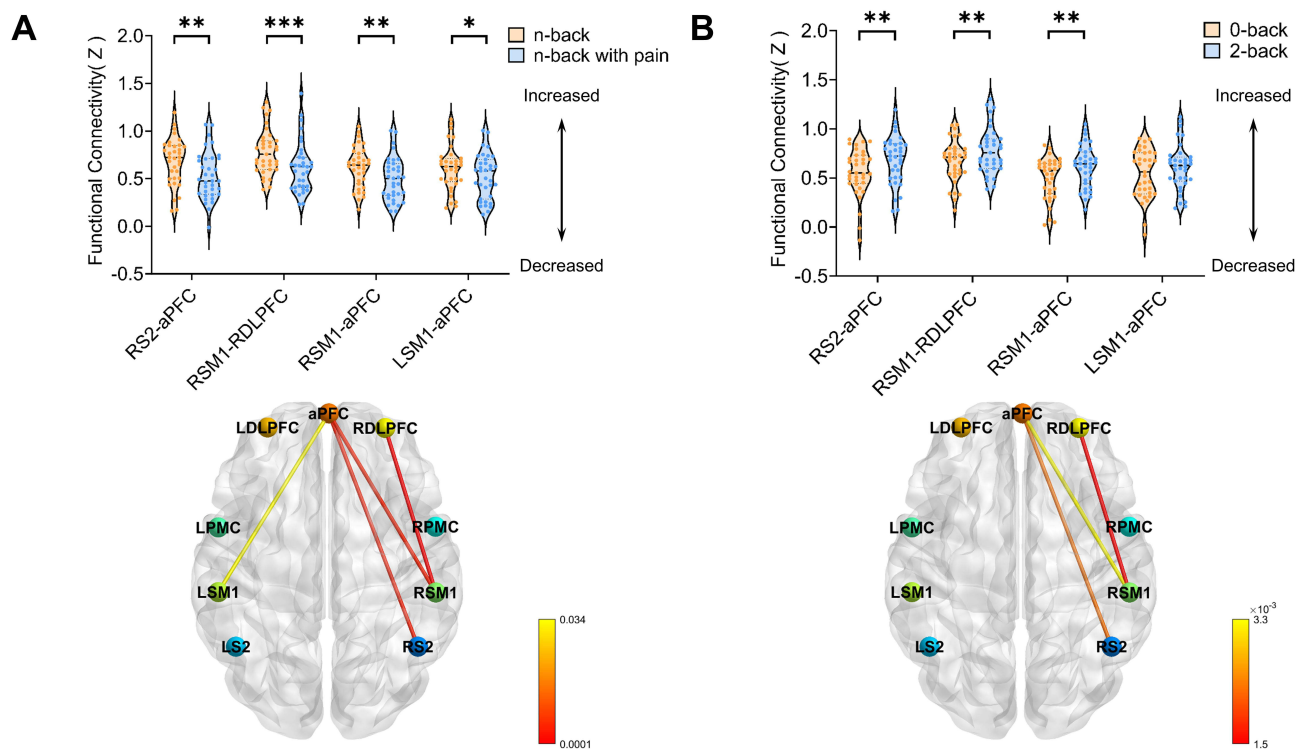 A
** *** ** *
n-back
n-back with pain
Functional Connectivity( Z )
2.0
1.5
1.0
0.5
0.0
-0.5
Increased
Decreased
RS2-aPFC
RSM1-RDLPFC
RSM1-aPFC
LSM1-aPFC
B
** ** **
0-back
2-back
Functional Connectivity( Z )
2.0
1.5
1.0
0.5
0.0
-0.5
Increased
Decreased
RS2-aPFC
RSM1-RDLPFC
RSM1-aPFC
LSM1-aPFC
aPFC
LDLPFC
RDLPFC
LPMC
RPMC
LSM1
RSM1
LS2
RS2
0.034
0.0001
aPFC
LDLPFC
RDLPFC
LPMC
RPMC
LSM1
RSM1
LS2
RS2
×10⁻³
3.3
1.5